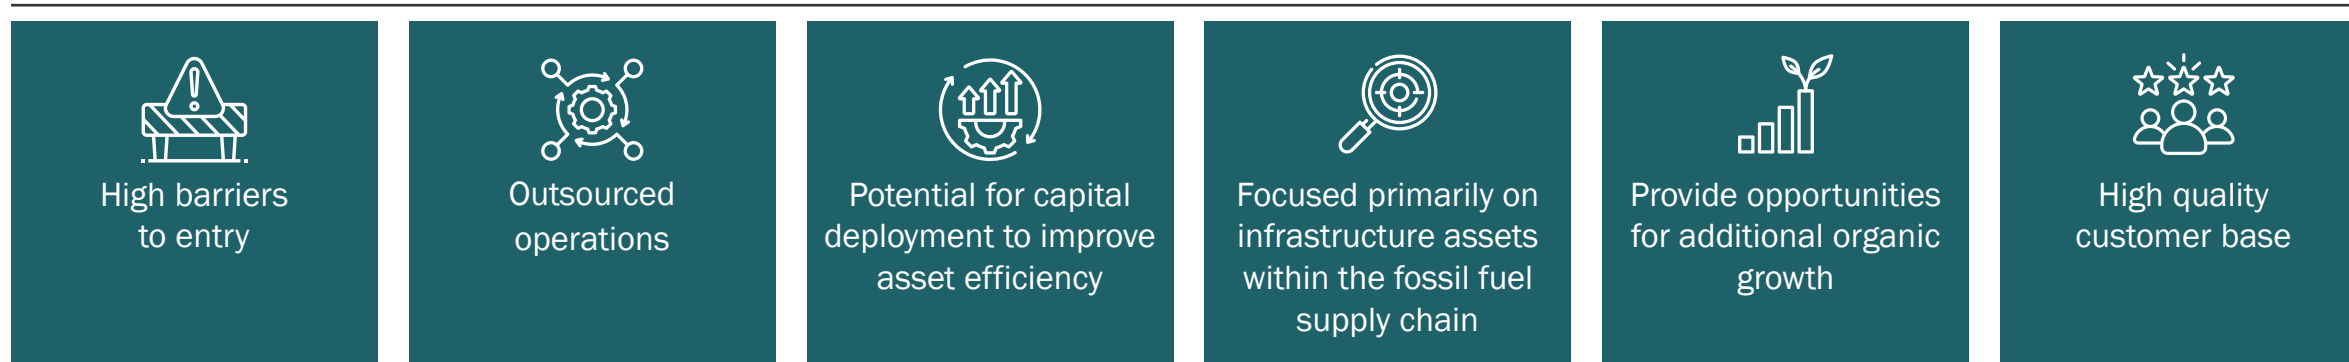 High barriers
to entry
Outsourced
operations
Potential for capital
deployment to improve
asset efficiency
Focused primarily on
infrastructure assets
within the fossil fuel
supply chain
Provide opportunities
for additional organic
growth
High quality
customer base